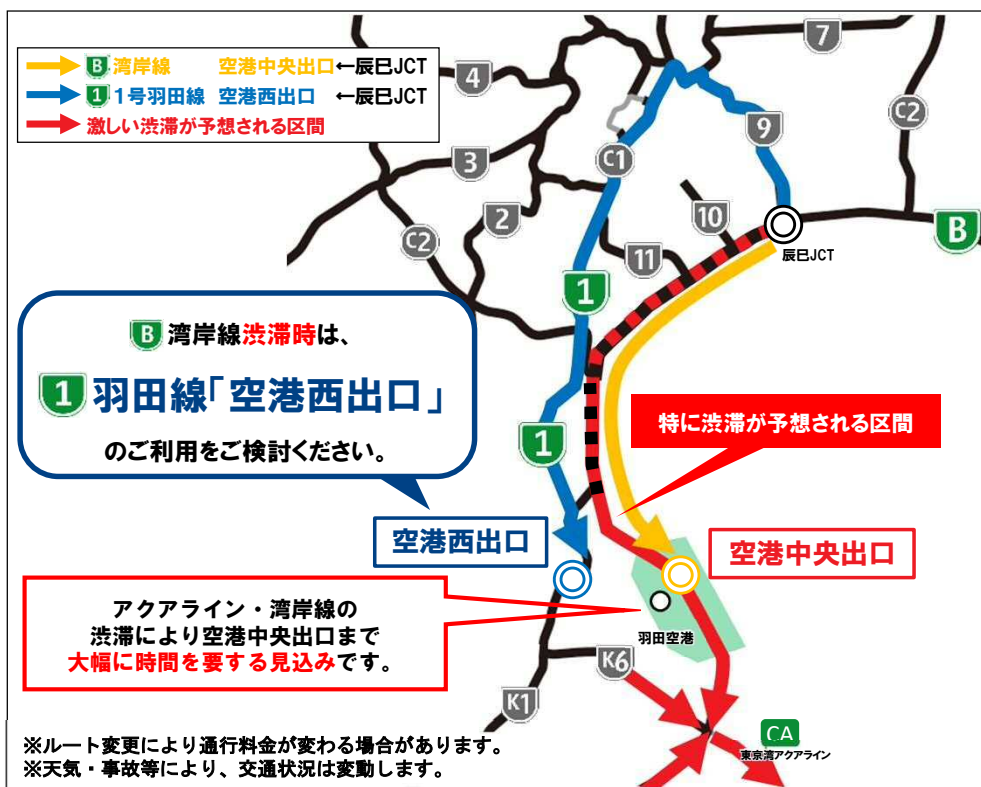 B 湾岸線 空港中央出口←辰巳JCT
1 1号羽田線 空港西出口 ←辰巳JCT
激しい渋滞が予想される区間
7
4
C2
9
3
C1
2
10
C2
B
辰巳JCT
11
1
B 湾岸線渋滞時は、
1 羽田線「空港西出口」
のご利用をご検討ください。
特に渋滞が予想される区間
1
空港西出口
空港中央出口
アクアライン・湾岸線の
渋滞により空港中央出口まで
大幅に時間を要する見込みです。
羽田空港
K6
K1
CA
東京湾アクアライン
※ルート変更により通行料金が変わる場合があります。
※天気・事故等により、交通状況は変動します。